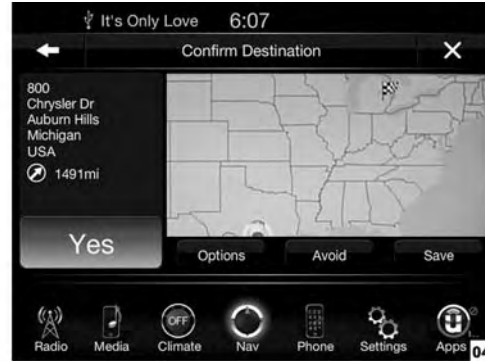 It's Only Love 6:07
Confirm Destination
800
Chrysler Dr
Auburn Hills
Michigan
USA
1491mi
Yes
Options Avoid Save
OFF
Radio Media Climate Nav Phone Settings Apps